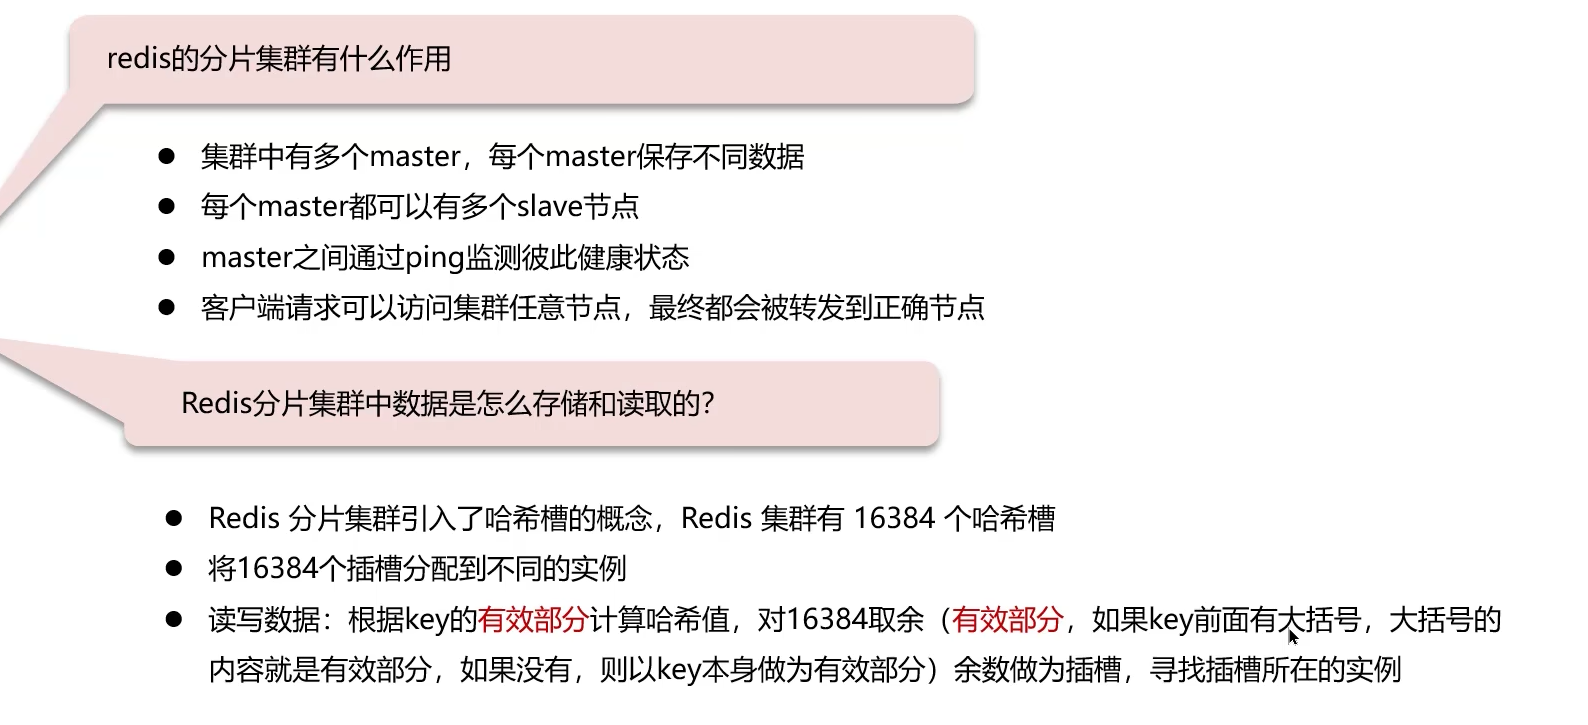 redis的分片集群有什么作用
● 集群中有多个master，每个master保存不同数据
● 每个master都可以有多个slave节点
● master之间通过ping监测彼此健康状态
● 客户端请求可以访问集群任意节点，最终都会被转发到正确节点
Redis分片集群中数据是怎么存储和读取的?
● Redis 分片集群引入了哈希槽的概念，Redis 集群有 16384 个哈希槽
● 将16384个插槽分配到不同的实例
● 读写数据：根据key的有效部分计算哈希值，对16384取余（有效部分，如果key前面有大括号，大括号的
内容就是有效部分，如果没有，则以key本身做为有效部分）余数做为插槽，寻找插槽所在的实例